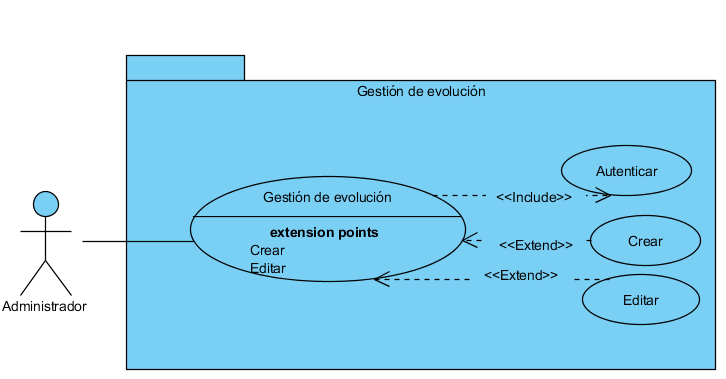 Gestión de evolución
Autenticar
Gestión de evolución
<<Include>>
extension points
Crear
<<Extend>>
Crear
Editar
<<Extend>>
Editar
Administrador